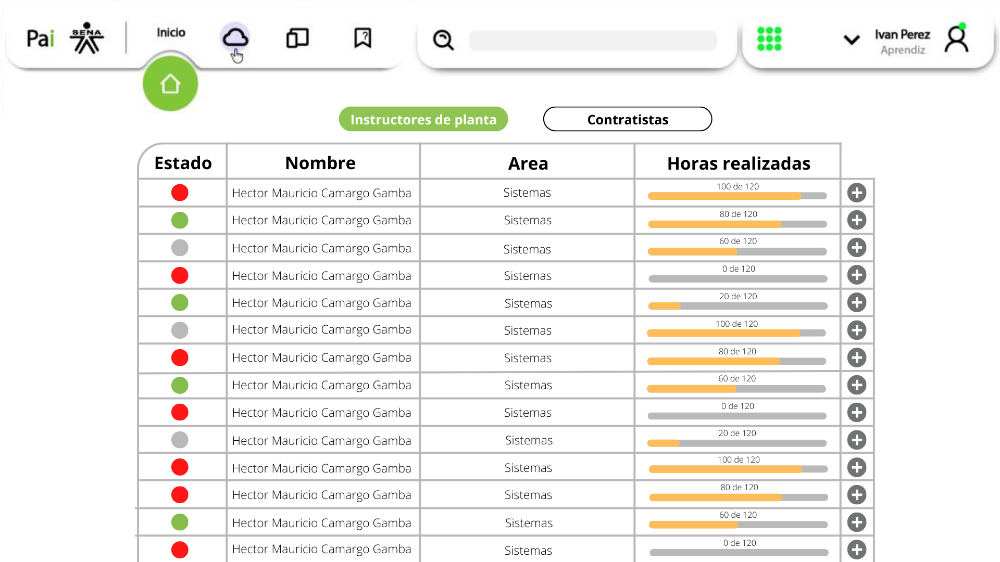 Pai SENA Inicio Ivan Perez
Aprendiz
Instructores de planta Contratistas
Estado Nombre Area Horas realizadas
Hector Mauricio Camargo Gamba Sistemas 100 de 120
Hector Mauricio Camargo Gamba Sistemas 80 de 120
Hector Mauricio Camargo Gamba Sistemas 60 de 120
Hector Mauricio Camargo Gamba Sistemas 0 de 120
Hector Mauricio Camargo Gamba Sistemas 20 de 120
Hector Mauricio Camargo Gamba Sistemas 100 de 120
Hector Mauricio Camargo Gamba Sistemas 80 de 120
Hector Mauricio Camargo Gamba Sistemas 60 de 120
Hector Mauricio Camargo Gamba Sistemas 0 de 120
Hector Mauricio Camargo Gamba Sistemas 20 de 120
Hector Mauricio Camargo Gamba Sistemas 100 de 120
Hector Mauricio Camargo Gamba Sistemas 80 de 120
Hector Mauricio Camargo Gamba Sistemas 60 de 120
Hector Mauricio Camargo Gamba Sistemas 0 de 120